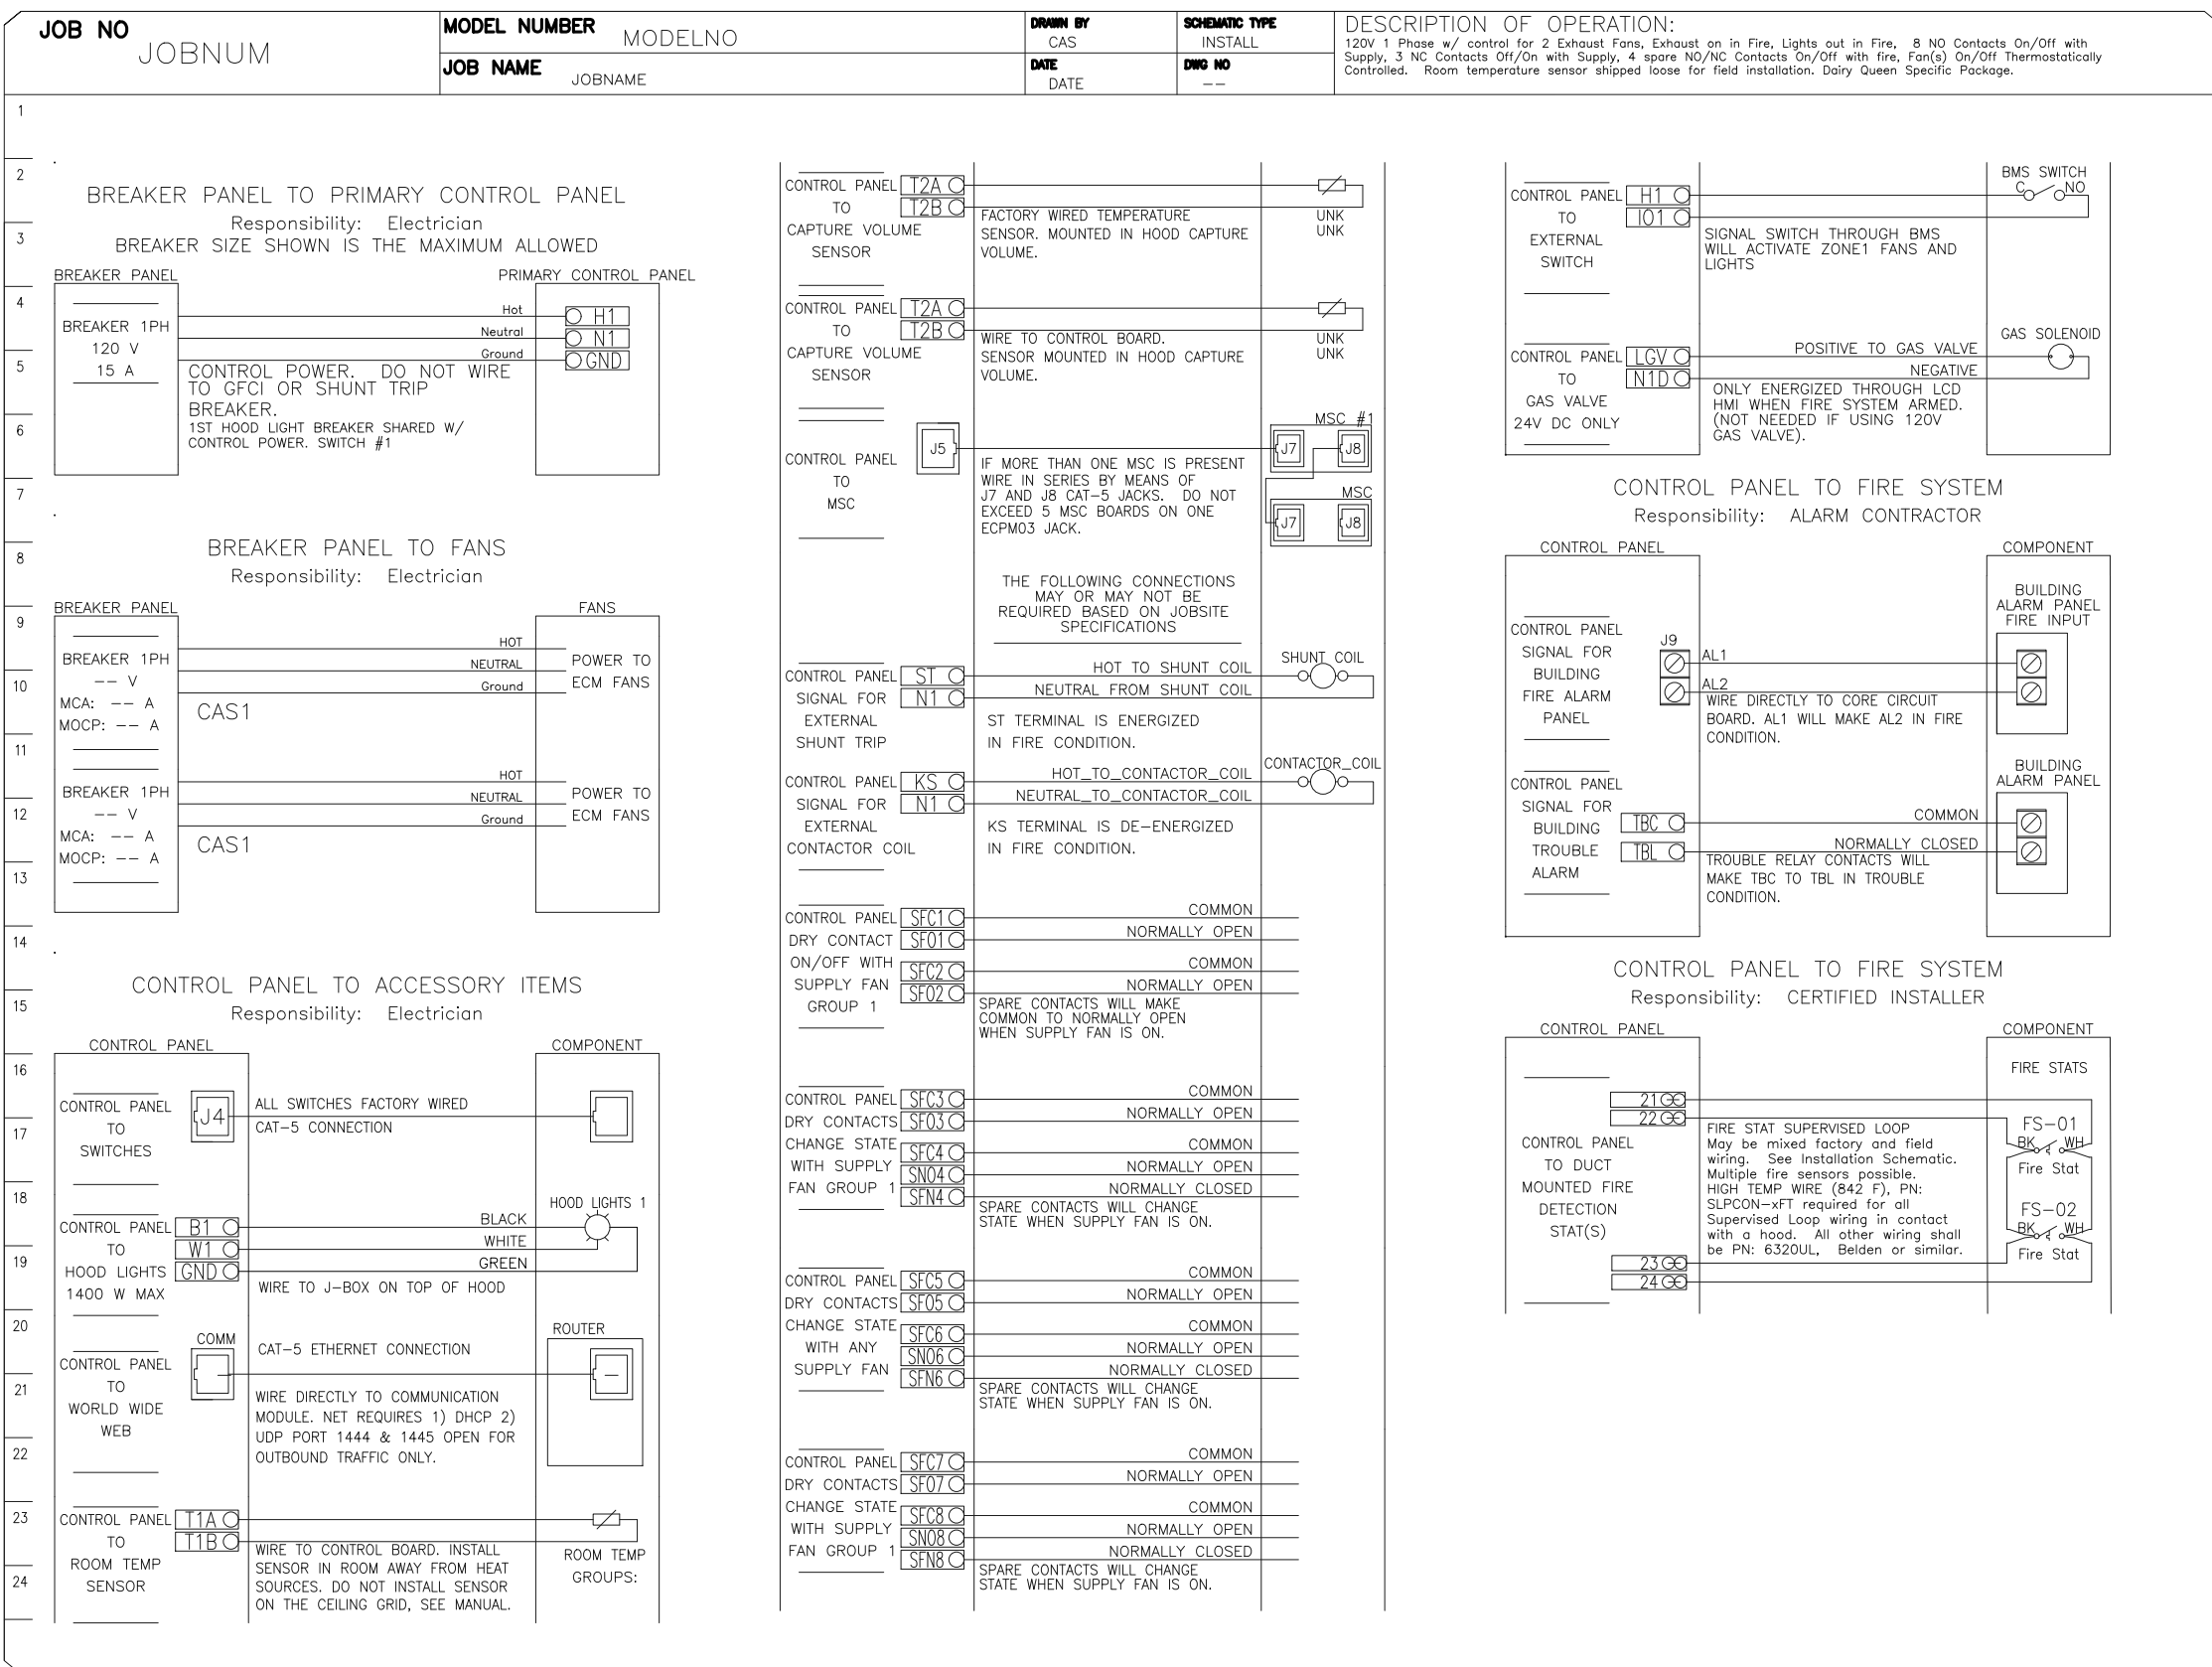 JOB NO
JOBNUM
MODEL NUMBER
MODELNO
JOB NAME
JOBNAME
DRAWN BY
CAS
DATE
DATE
SCHEMATIC TYPE
INSTALL
DWG NO
--
DESCRIPTION OF OPERATION:
120V 1 Phase w/ control for 2 Exhaust Fans, Exhaust on in Fire, Lights out in Fire, 8 NO Contacts On/Off with
Supply, 3 NC Contacts Off/On with Supply, 4 spare NO/NC Contacts On/Off with fire, Fan(s) On/Off Thermostatically
Controlled. Room temperature sensor shipped loose for field installation. Dairy Queen Specific Package.
1
2
3
4
5
6
7
8
9
10
11
12
13
14
15
16
17
18
19
20
21
22
23
24
BREAKER PANEL TO PRIMARY CONTROL PANEL
Responsibility: Electrician
BREAKER SIZE SHOWN IS THE MAXIMUM ALLOWED
BREAKER PANEL
PRIMARY CONTROL PANEL
BREAKER 1PH
120 V
15 A
Hot
H1
Neutral
N1
Ground
GND
CONTROL POWER. DO NOT WIRE
TO GFCI OR SHUNT TRIP
BREAKER.
1ST HOOD LIGHT BREAKER SHARED W/
CONTROL POWER. SWITCH #1
BREAKER PANEL TO FANS
Responsibility: Electrician
BREAKER PANEL
FANS
BREAKER 1PH
-- V
MCA: -- A
MOCP: -- A
HOT
NEUTRAL
Ground
CAS1
POWER TO
ECM FANS
BREAKER 1PH
-- V
MCA: -- A
MOCP: -- A
HOT
NEUTRAL
Ground
CAS1
POWER TO
ECM FANS
CONTROL PANEL TO ACCESSORY ITEMS
Responsibility: Electrician
CONTROL PANEL
COMPONENT
CONTROL PANEL
TO
SWITCHES
J4
ALL SWITCHES FACTORY WIRED
CAT-5 CONNECTION
CONTROL PANEL
TO
HOOD LIGHTS
1400 W MAX
B1
W1
GND
BLACK
WHITE
GREEN
HOOD LIGHTS 1
WIRE TO J-BOX ON TOP OF HOOD
CONTROL PANEL
TO
WORLD WIDE
WEB
COMM
CAT-5 ETHERNET CONNECTION
ROUTER
WIRE DIRECTLY TO COMMUNICATION
MODULE. NET REQUIRES 1) DHCP 2)
UDP PORT 1444 & 1445 OPEN FOR
OUTBOUND TRAFFIC ONLY.
CONTROL PANEL
TO
ROOM TEMP
SENSOR
T1A
T1B
WIRE TO CONTROL BOARD. INSTALL
SENSOR IN ROOM AWAY FROM HEAT
SOURCES. DO NOT INSTALL SENSOR
ON THE CEILING GRID, SEE MANUAL.
ROOM TEMP
GROUPS:
CONTROL PANEL
TO
CAPTURE VOLUME
SENSOR
T2A
T2B
FACTORY WIRED TEMPERATURE
SENSOR. MOUNTED IN HOOD CAPTURE
VOLUME.
UNK
UNK
CONTROL PANEL
TO
CAPTURE VOLUME
SENSOR
T2A
T2B
WIRE TO CONTROL BOARD.
SENSOR MOUNTED IN HOOD CAPTURE
VOLUME.
UNK
UNK
CONTROL PANEL
TO
MSC
J5
MSC #1
J7
J8
MSC
J7
J8
IF MORE THAN ONE MSC IS PRESENT
WIRE IN SERIES BY MEANS OF
J7 AND J8 CAT-5 JACKS. DO NOT
EXCEED 5 MSC BOARDS ON ONE
ECPM03 JACK.
THE FOLLOWING CONNECTIONS
MAY OR MAY NOT BE
REQUIRED BASED ON JOBSITE
SPECIFICATIONS
CONTROL PANEL
SIGNAL FOR
EXTERNAL
SHUNT TRIP
ST
N1
HOT TO SHUNT COIL
NEUTRAL FROM SHUNT COIL
SHUNT COIL
ST TERMINAL IS ENERGIZED
IN FIRE CONDITION.
CONTROL PANEL
SIGNAL FOR
EXTERNAL
CONTACTOR COIL
KS
N1
HOT_TO_CONTACTOR_COIL
NEUTRAL_TO_CONTACTOR_COIL
CONTACTOR_COIL
KS TERMINAL IS DE-ENERGIZED
IN FIRE CONDITION.
CONTROL PANEL
DRY CONTACT
ON/OFF WITH
SUPPLY FAN
GROUP 1
SFC1
SFO1
SFC2
SFO2
COMMON
NORMALLY OPEN
COMMON
NORMALLY OPEN
SPARE CONTACTS WILL MAKE
COMMON TO NORMALLY OPEN
WHEN SUPPLY FAN IS ON.
CONTROL PANEL
DRY CONTACTS
CHANGE STATE
WITH SUPPLY
FAN GROUP 1
SFC3
SFO3
SFC4
SNO4
SFN4
COMMON
NORMALLY OPEN
COMMON
NORMALLY OPEN
NORMALLY CLOSED
SPARE CONTACTS WILL CHANGE
STATE WHEN SUPPLY FAN IS ON.
CONTROL PANEL
DRY CONTACTS
CHANGE STATE
WITH ANY
SUPPLY FAN
SFC5
SFO5
SFC6
SNO6
SFN6
COMMON
NORMALLY OPEN
COMMON
NORMALLY OPEN
NORMALLY CLOSED
SPARE CONTACTS WILL CHANGE
STATE WHEN SUPPLY FAN IS ON.
CONTROL PANEL
DRY CONTACTS
CHANGE STATE
WITH SUPPLY
FAN GROUP 1
SFC7
SFO7
SFC8
SNO8
SFN8
COMMON
NORMALLY OPEN
COMMON
NORMALLY OPEN
NORMALLY CLOSED
SPARE CONTACTS WILL CHANGE
STATE WHEN SUPPLY FAN IS ON.
CONTROL PANEL
TO
EXTERNAL
SWITCH
H1
IO1
BMS SWITCH
C NO
SIGNAL SWITCH THROUGH BMS
WILL ACTIVATE ZONE1 FANS AND
LIGHTS
CONTROL PANEL
TO
GAS VALVE
24V DC ONLY
LGV
N1D
POSITIVE TO GAS VALVE
NEGATIVE
GAS SOLENOID
ONLY ENERGIZED THROUGH LCD
HMI WHEN FIRE SYSTEM ARMED.
(NOT NEEDED IF USING 120V
GAS VALVE).
CONTROL PANEL TO FIRE SYSTEM
Responsibility: ALARM CONTRACTOR
CONTROL PANEL
COMPONENT
CONTROL PANEL
SIGNAL FOR
BUILDING
FIRE ALARM
PANEL
J9
AL1
AL2
BUILDING
ALARM PANEL
FIRE INPUT
WIRE DIRECTLY TO CORE CIRCUIT
BOARD. AL1 WILL MAKE AL2 IN FIRE
CONDITION.
CONTROL PANEL
SIGNAL FOR
BUILDING
TROUBLE
ALARM
TBC
TBL
COMMON
NORMALLY CLOSED
BUILDING
ALARM PANEL
TROUBLE RELAY CONTACTS WILL
MAKE TBC TO TBL IN TROUBLE
CONDITION.
CONTROL PANEL TO FIRE SYSTEM
Responsibility: CERTIFIED INSTALLER
CONTROL PANEL
COMPONENT
FIRE STATS
21
22
CONTROL PANEL
TO DUCT
MOUNTED FIRE
DETECTION
STAT(S)
23
24
FIRE STAT SUPERVISED LOOP
May be mixed factory and field
wiring. See Installation Schematic.
Multiple fire sensors possible.
HIGH TEMP WIRE (842 F), PN:
SLPCON-xFT required for all
Supervised Loop wiring in contact
with a hood. All other wiring shall
be PN: 6320UL, Belden or similar.
FS-01
BK WH
Fire Stat
FS-02
BK WH
Fire Stat